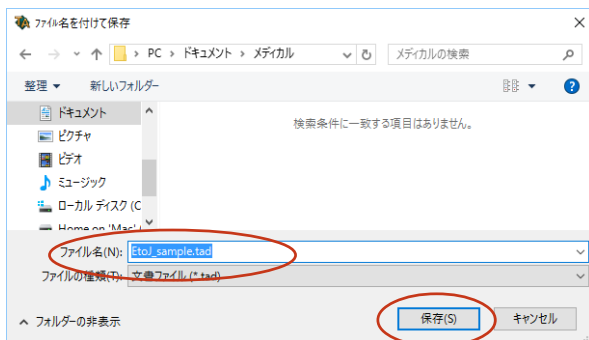 ファイル名を付けて保存
PC > ドキュメント > メディカル
メディカルの検索
整理
新しいフォルダー
ドキュメント
ピクチャ
ビデオ
ミュージック
ローカル ディスク (C
Home on 'Mac'
検索条件に一致する項目はありません。
ファイル名(N): EtoJ_sample.tad
ファイルの種類(T): 文書ファイル (*.tad)
保存(S)
キャンセル
フォルダーの非表示